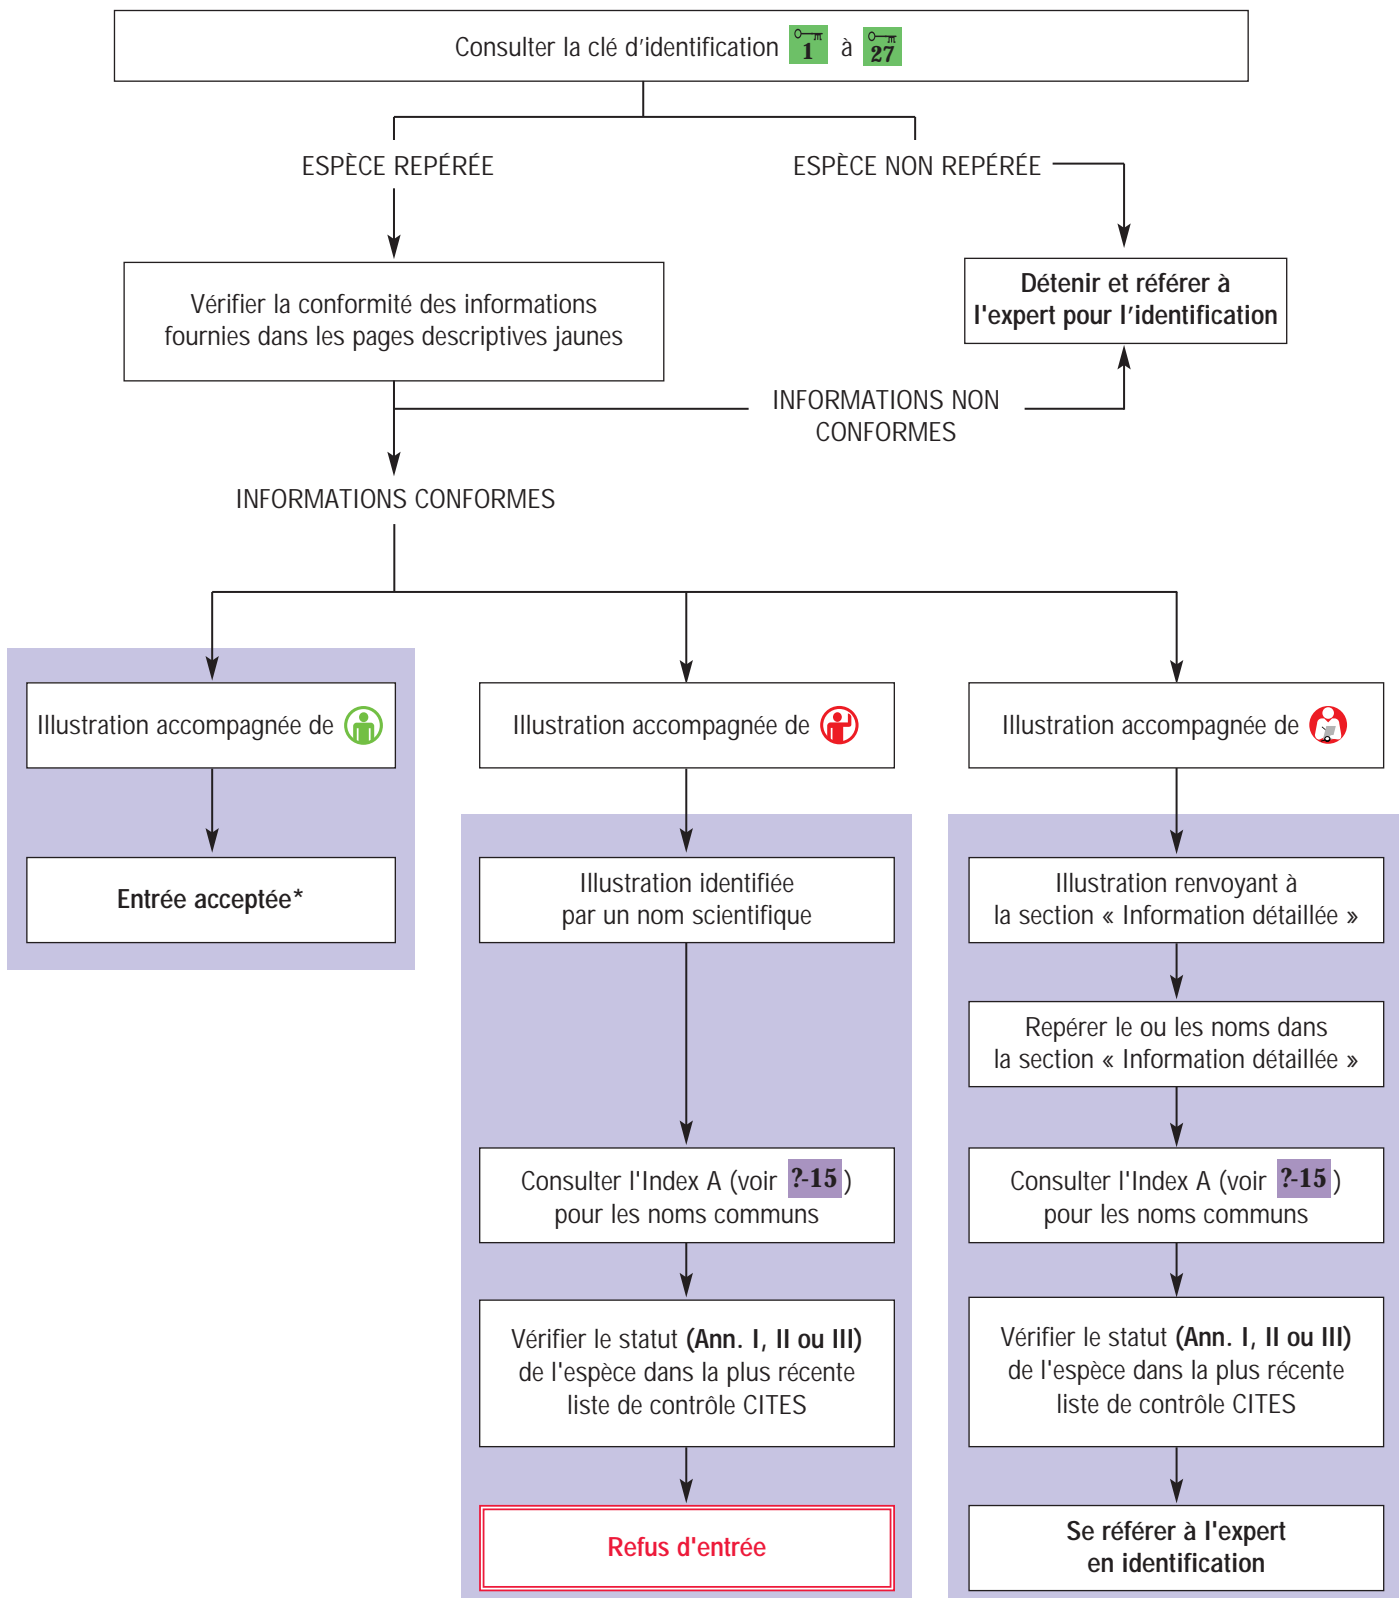 Consulter la clé d'identification 1 à 27
ESPÈCE REPÉRÉE
ESPÈCE NON REPÉRÉE
Vérifier la conformité des informations
fournies dans les pages descriptives jaunes
Détenir et référer à
l'expert pour l'identification
INFORMATIONS NON
CONFORMES
INFORMATIONS CONFORMES
Illustration accompagnée de
Entrée acceptée*
Illustration accompagnée de
Illustration identifiée
par un nom scientifique
Consulter l'Index A (voir ?-15 )
pour les noms communs
Vérifier le statut (Ann. I, II ou III)
de l'espèce dans la plus récente
liste de contrôle CITES
Refus d'entrée
Illustration accompagnée de
Illustration renvoyant à
la section « Information détaillée »
Repérer le ou les noms dans
la section « Information détaillée »
Consulter l'Index A (voir ?-15 )
pour les noms communs
Vérifier le statut (Ann. I, II ou III)
de l'espèce dans la plus récente
liste de contrôle CITES
Se référer à l'expert
en identification